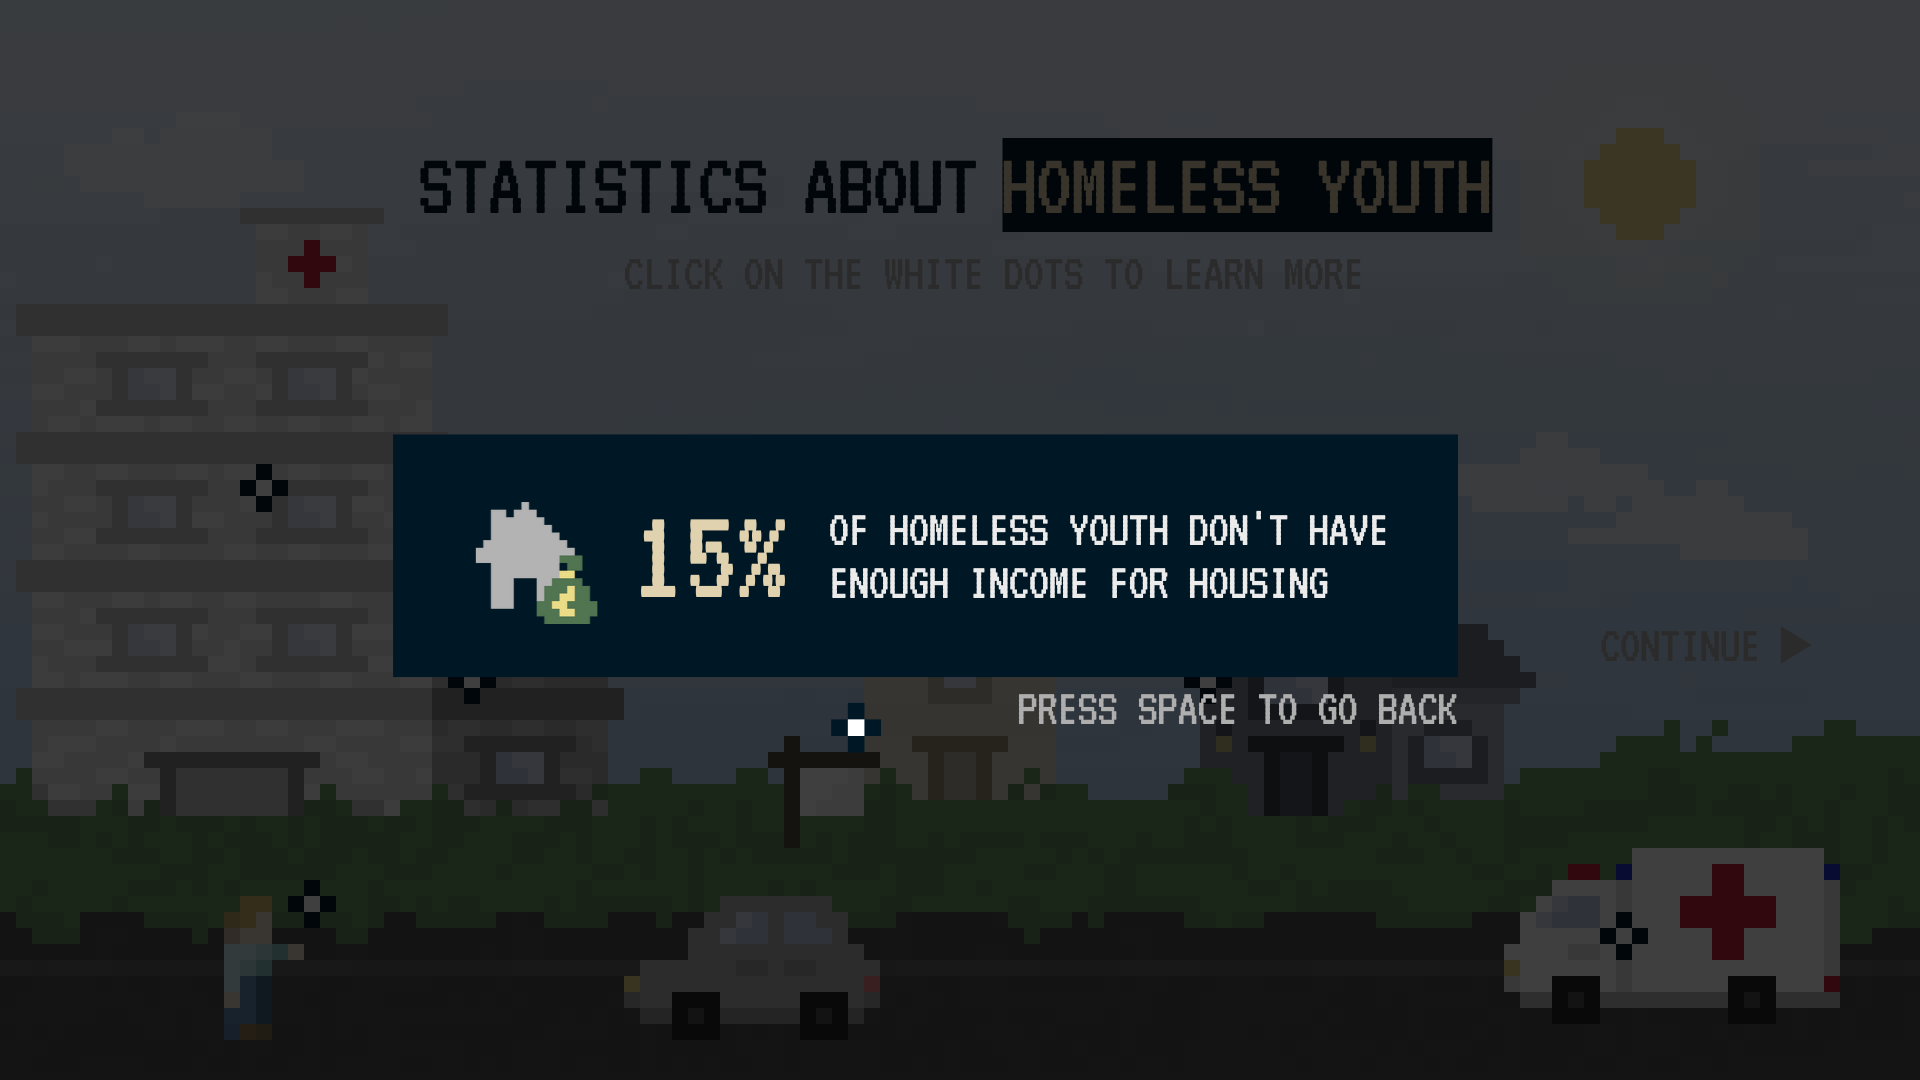 STATISTICS ABOUT HOMELESS YOUTH
CLICK ON THE WHITE DOTS TO LEARN MORE
15%
OF HOMELESS YOUTH DON'T HAVE
ENOUGH INCOME FOR HOUSING
CONTINUE
PRESS SPACE TO GO BACK